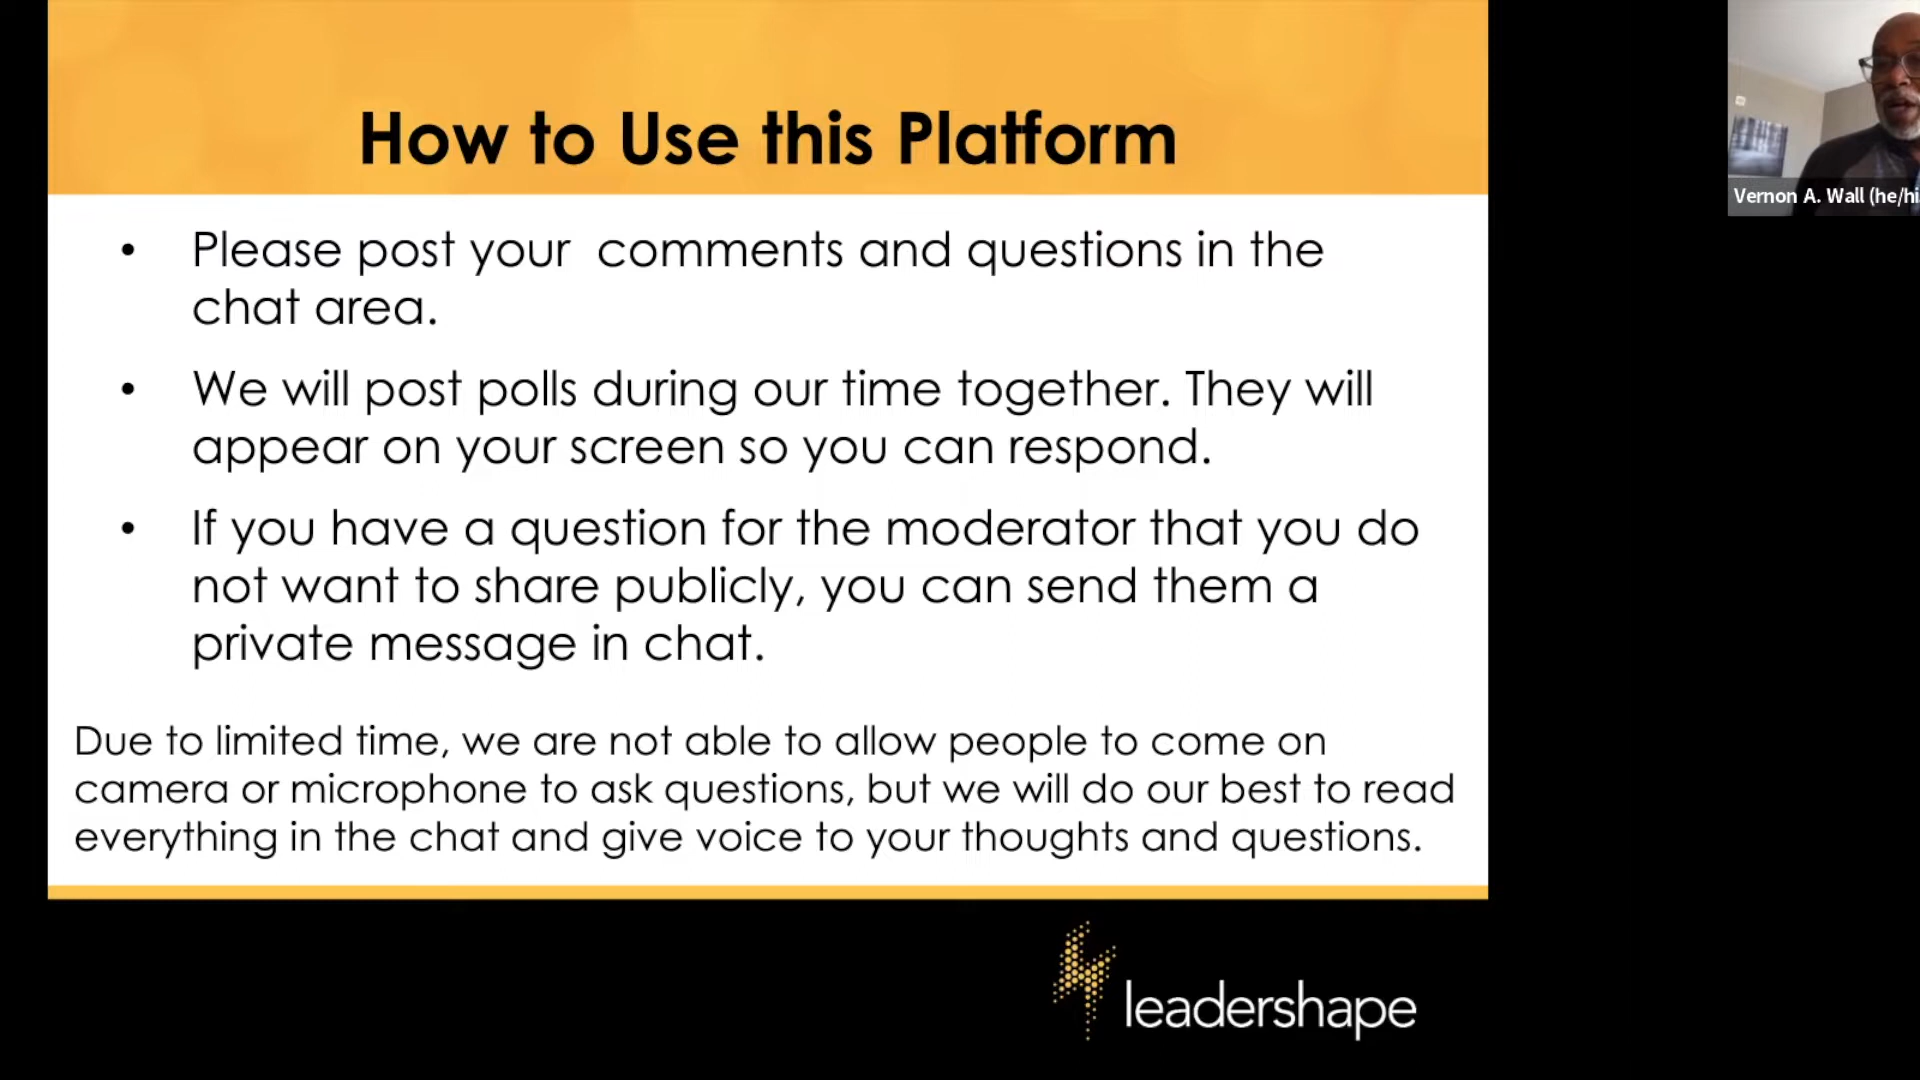 How to Use this Platform
• Please post your  comments and questions in the
chat area.
• We will post polls during our time together. They will
appear on your screen so you can respond.
• If you have a question for the moderator that you do
not want to share publicly, you can send them a
private message in chat.
Due to limited time, we are not able to allow people to come on
camera or microphone to ask questions, but we will do our best to read
everything in the chat and give voice to your thoughts and questions.
Vernon A. Wall (he/hi
leadershape